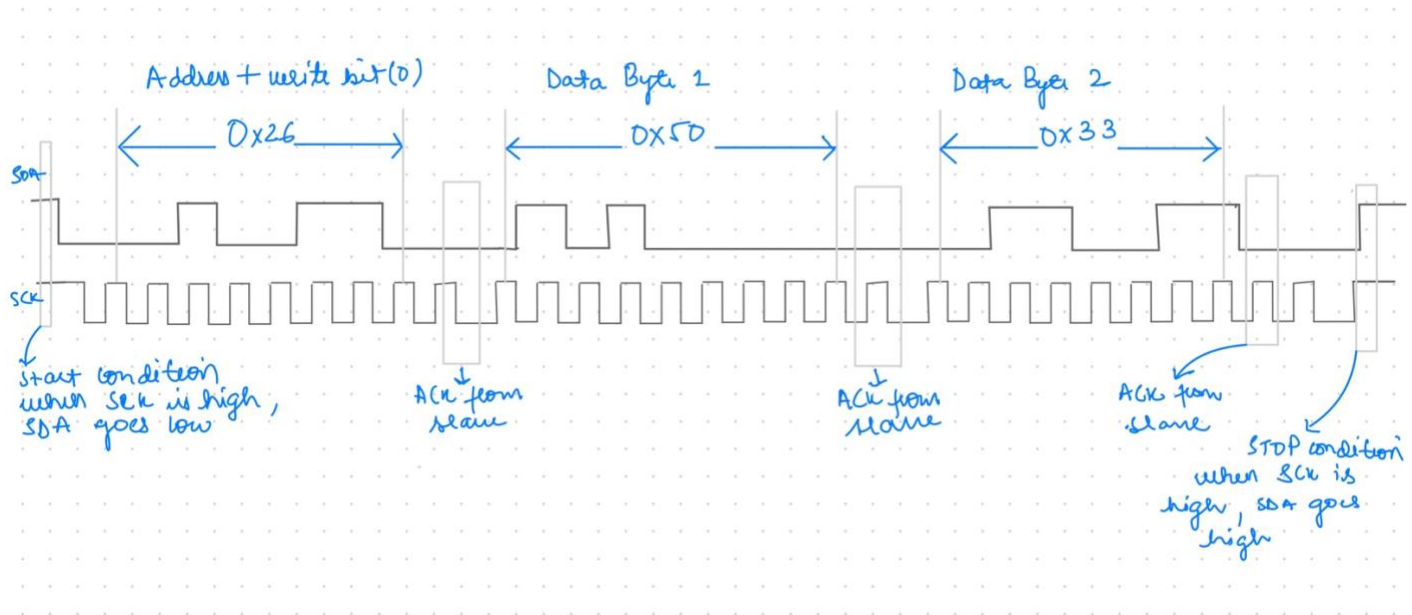 Address + write bit(0)
Data Byte 1
Data Byte 2
0x26
0x50
0x33
SDA
SCK
Start condition
when SCK is high,
SDA goes low
ACK from
slave
ACK from
slave
ACK from
slave
STOP condition
when SCK is
high, SDA goes
high